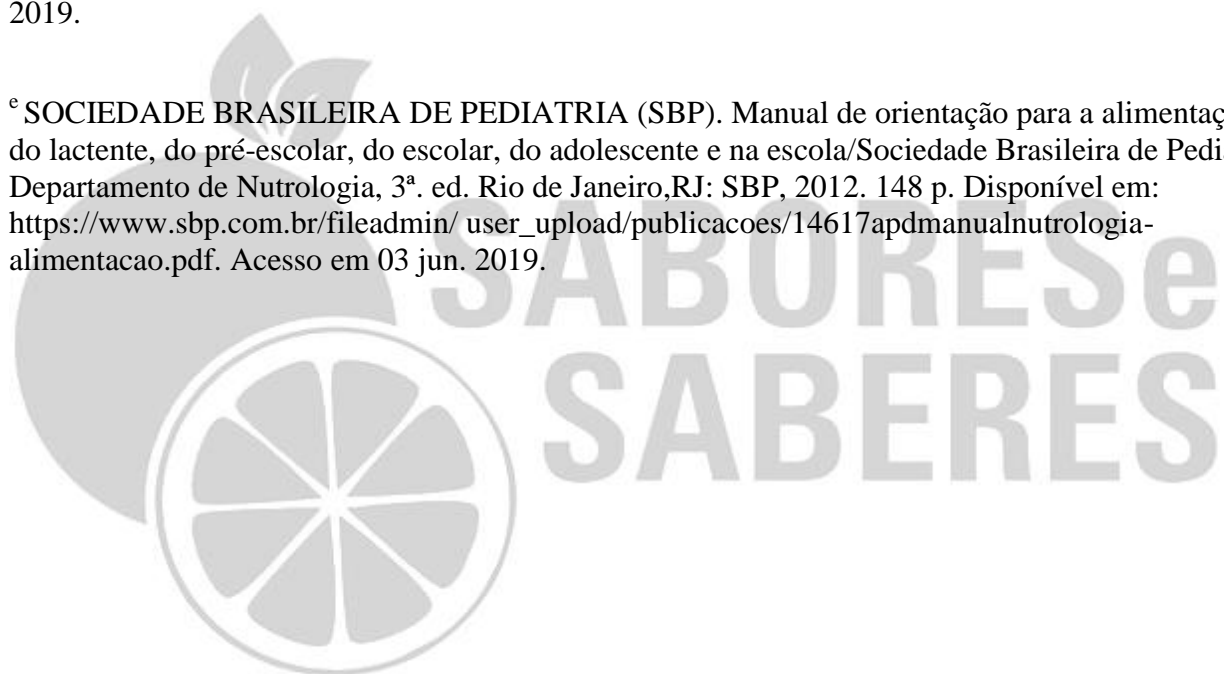 2019.
e SOCIEDADE BRASILEIRA DE PEDIATRIA (SBP). Manual de orientação para a alimentaç
do lactente, do pré-escolar, do escolar, do adolescente e na escola/Sociedade Brasileira de Pedi
Departamento de Nutrologia, 3ª. ed. Rio de Janeiro,RJ: SBP, 2012. 148 p. Disponível em:
https://www.sbp.com.br/fileadmin/ user_upload/publicacoes/14617apdmanualnutrologia-
alimentacao.pdf. Acesso em 03 jun. 2019.
SABORESe
SABERES